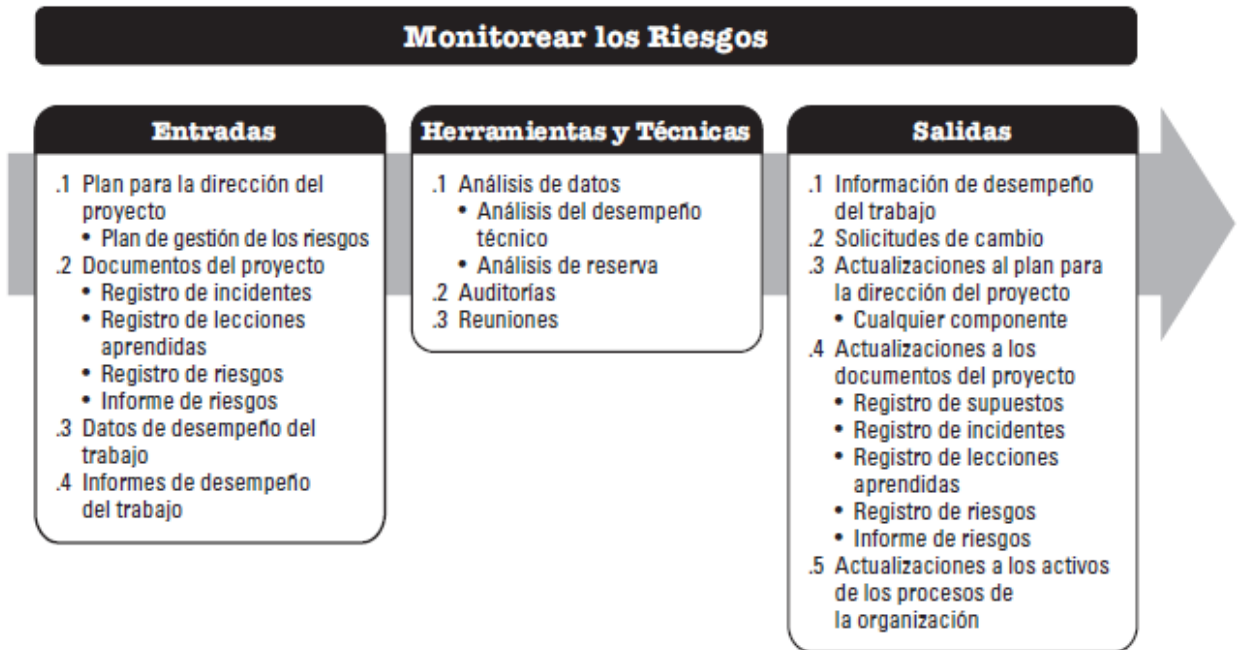 Monitorear los Riesgos
Entradas
.1 Plan para la dirección del
proyecto
• Plan de gestión de los riesgos
.2 Documentos del proyecto
• Registro de incidentes
• Registro de lecciones
aprendidas
• Registro de riesgos
• Informe de riesgos
.3 Datos de desempeño del
trabajo
.4 Informes de desempeño
del trabajo
Herramientas y Técnicas
.1 Análisis de datos
• Análisis del desempeño
técnico
• Análisis de reserva
.2 Auditorías
.3 Reuniones
Salidas
.1 Información de desempeño
del trabajo
.2 Solicitudes de cambio
.3 Actualizaciones al plan para
la dirección del proyecto
• Cualquier componente
.4 Actualizaciones a los
documentos del proyecto
• Registro de supuestos
• Registro de incidentes
• Registro de lecciones
aprendidas
• Registro de riesgos
• Informe de riesgos
.5 Actualizaciones a los activos
de los procesos de
la organización